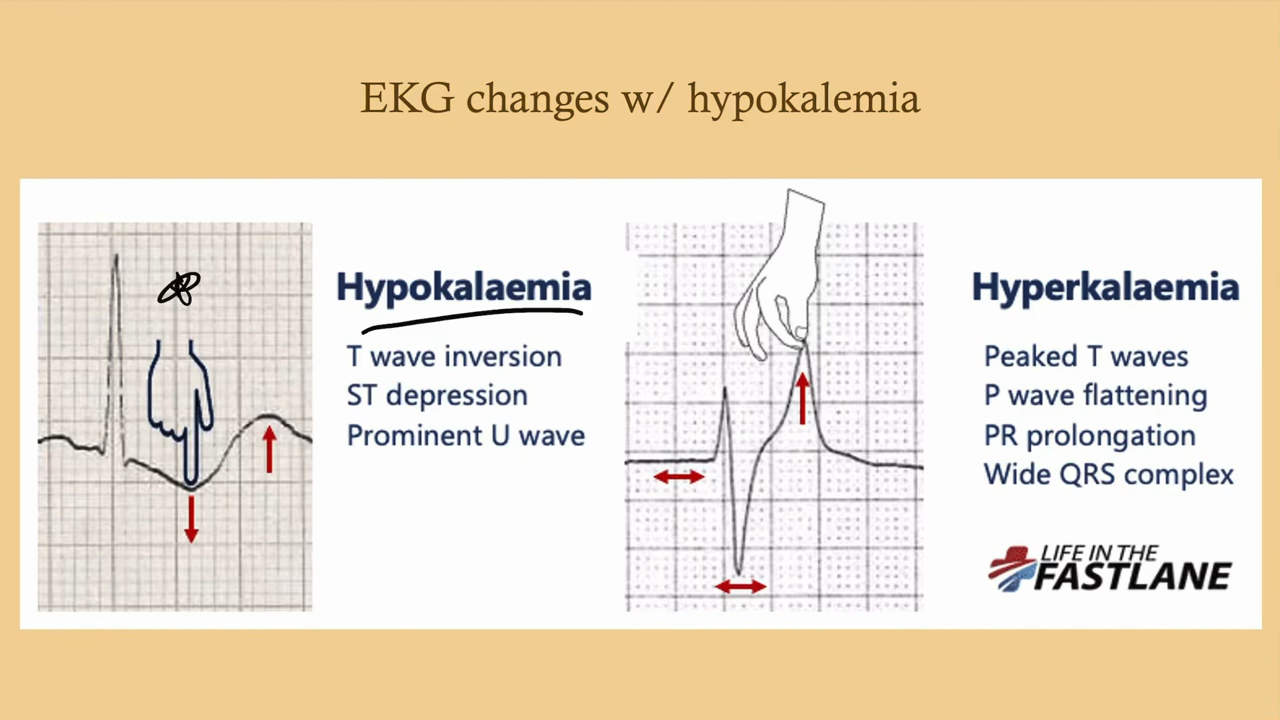 EKG changes w/ hypokalemia
Hypokalaemia
T wave inversion
ST depression
Prominent U wave
Hyperkalaemia
Peaked T waves
P wave flattening
PR prolongation
Wide QRS complex
LIFE IN THE
FASTLANE